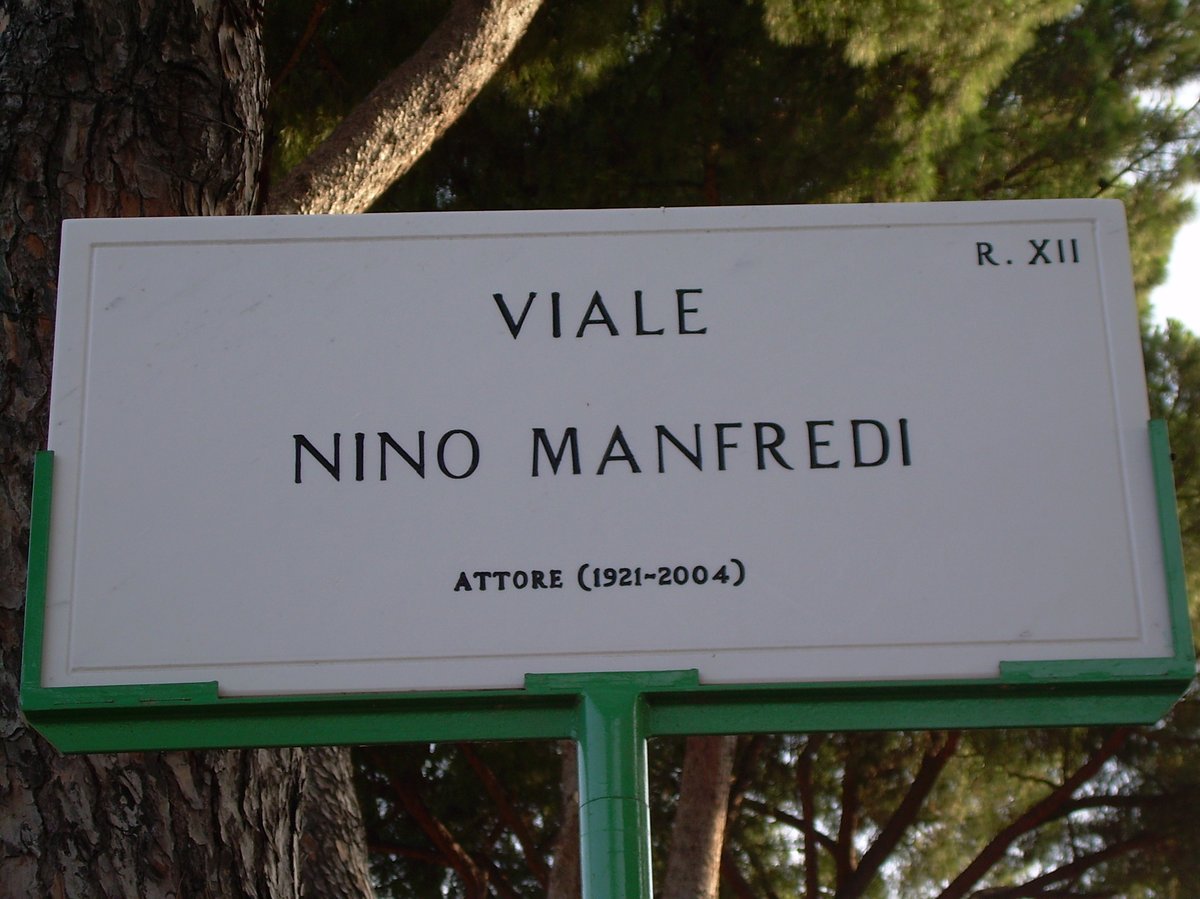 R. XII
VIALE
NINO MANFREDI
ATTORE (1921-2004)